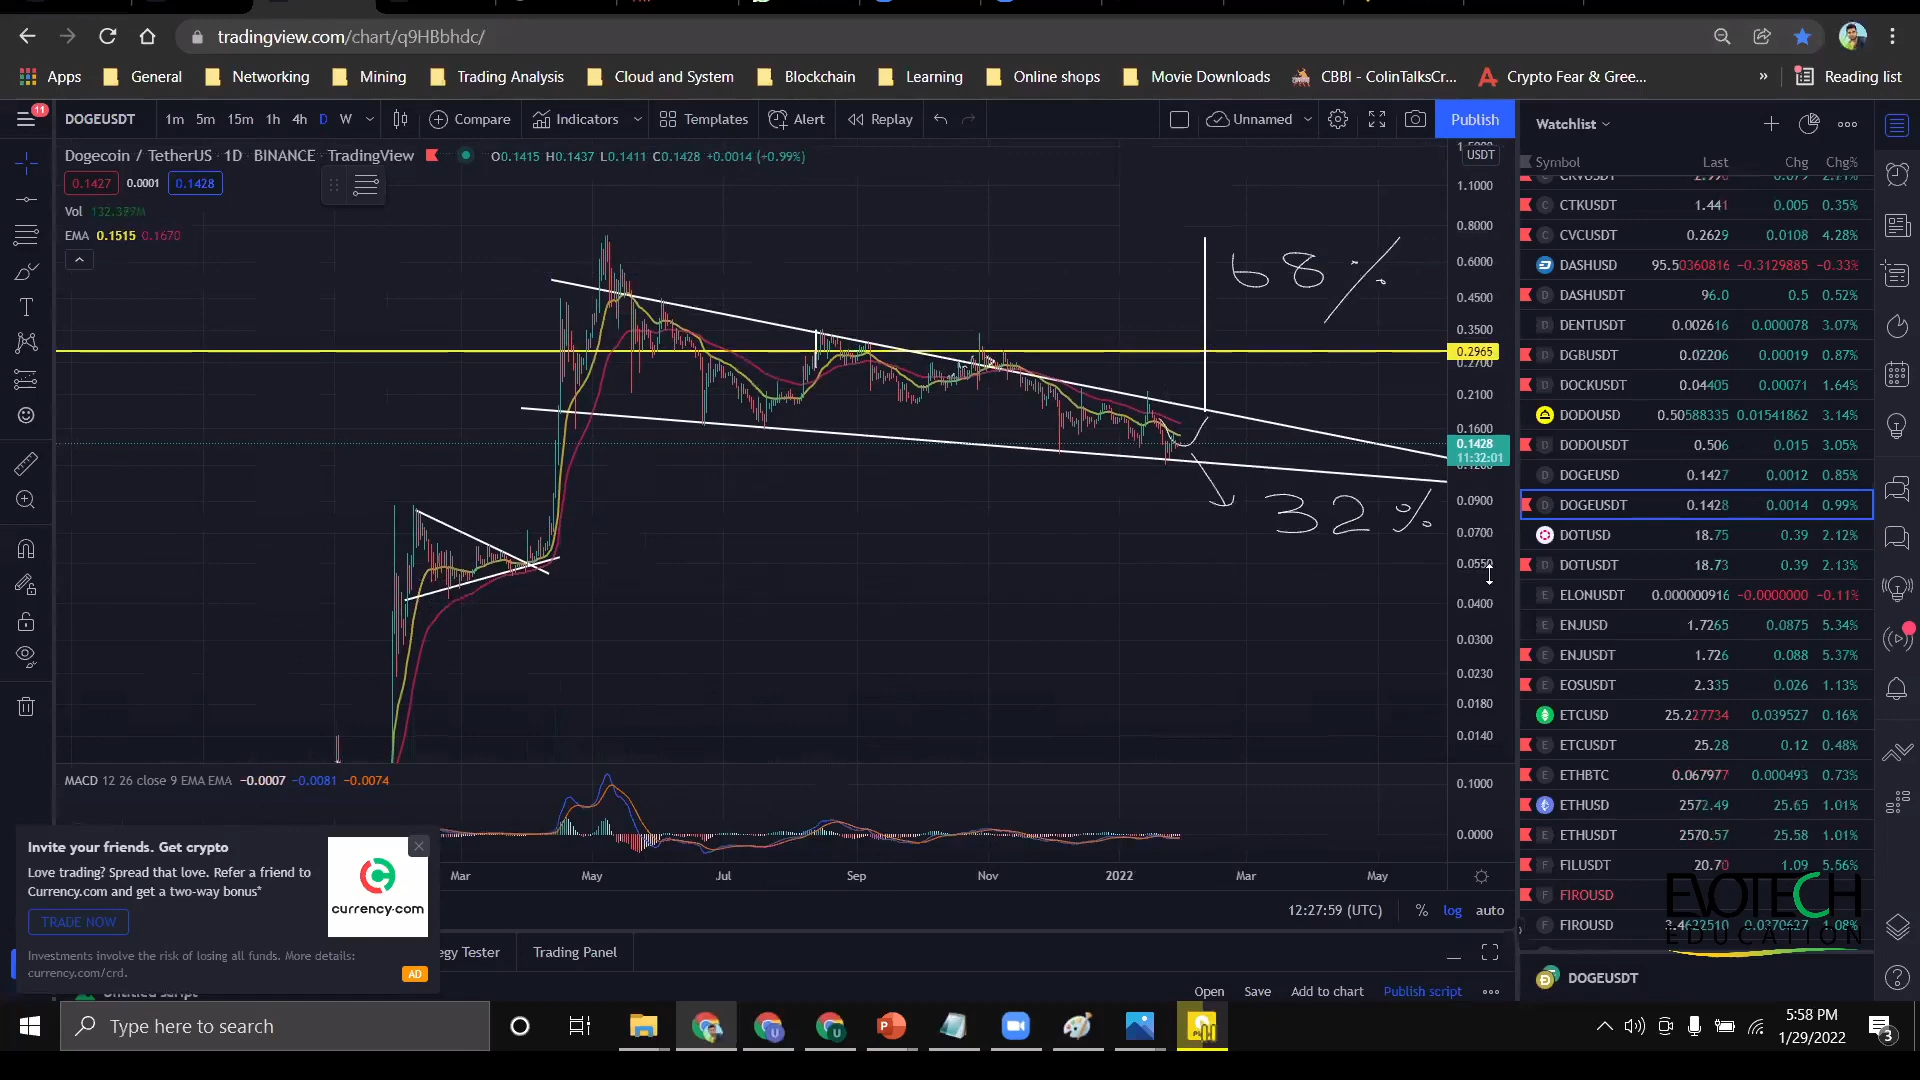 tradingview.com/chart/q9HBbhdc/
Apps General Networking Mining Trading Analysis Cloud and System Blockchain Learning Online shops Movie Downloads CBBI - ColinTalksCr... Crypto Fear & Gree... » Reading list
11 DOGEUSDT 1m 5m 15m 1h 4h D W Compare Indicators Templates Alert Replay Unnamed Publish Watchlist
Dogecoin / TetherUS · 1D · BINANCE · TradingView O0.1415 H0.1437 L0.1411 C0.1428 +0.0014 (+0.99%)
0.1427 0.0001 0.1428
Vol
EMA 0.1515 0.1670
68%
32%
USDT
1.1000
0.8000
0.6000
0.4500
0.3500
0.2965
0.2700
0.2100
0.1600
0.1428
11:32:01
0.0900
0.0700
0.0550
0.0400
0.0300
0.0230
0.0180
0.0140
MACD 12 26 close 9 EMA EMA −0.0007 −0.0081 −0.0074
0.1000
0.0000
Mar May Jul Sep Nov 2022 Mar May
12:27:59 (UTC) % log auto
Trading Panel
Open Save Add to chart Publish script
Invite your friends. Get crypto
Love trading? Spread that love. Refer a friend to
Currency.com and get a two-way bonus*
TRADE NOW
Investments involve the risk of losing all funds. More details:
currency.com/crd.
currency.com
AD
Symbol Last Chg Chg%
CTKUSDT 1.441 0.005 0.35%
CVCUSDT 0.2629 0.0108 4.28%
DASHUSD 95.50360816 −0.3129885 −0.33%
DASHUSDT 96.0 0.5 0.52%
DENTUSDT 0.002616 0.000078 3.07%
DGBUSDT 0.02206 0.00019 0.87%
DOCKUSDT 0.04405 0.00071 1.64%
DODOUSD 0.50588335 0.01541862 3.14%
DODOUSDT 0.506 0.015 3.05%
DOGEUSD 0.1427 0.0012 0.85%
DOGEUSDT 0.1428 0.0014 0.99%
DOTUSD 18.75 0.39 2.12%
DOTUSDT 18.73 0.39 2.13%
ELONUSDT 0.000000916 −0.0000000 −0.11%
ENJUSD 1.7265 0.0875 5.34%
ENJUSDT 1.726 0.088 5.37%
EOSUSDT 2.335 0.026 1.13%
ETCUSD 25.227734 0.039527 0.16%
ETCUSDT 25.28 0.12 0.48%
ETHBTC 0.067977 0.000493 0.73%
ETHUSD 2572.49 25.65 1.01%
ETHUSDT 2570.57 25.58 1.01%
FILUSDT 20.70 1.09 5.56%
FIROUSD
FIROUSD 3.4622510 0.0370627 1.08%
EVOTECH
EDUCATION
DOGEUSDT
Type here to search
5:58 PM
1/29/2022
3